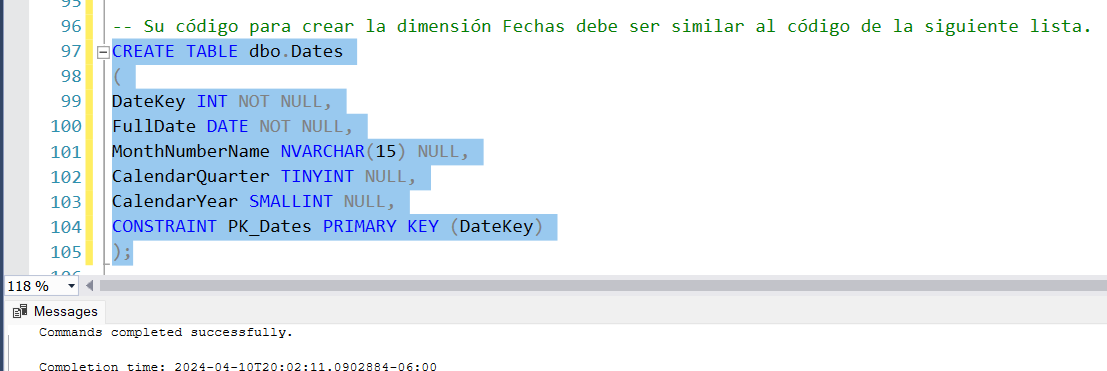 95
96 -- Su código para crear la dimensión Fechas debe ser similar al código de la siguiente lista.
97 CREATE TABLE dbo.Dates
98 (
99 DateKey INT NOT NULL,
100 FullDate DATE NOT NULL,
101 MonthNumberName NVARCHAR(15) NULL,
102 CalendarQuarter TINYINT NULL,
103 CalendarYear SMALLINT NULL,
104 CONSTRAINT PK_Dates PRIMARY KEY (DateKey)
105 );
106
118 %
Messages
Commands completed successfully.
Completion time: 2024-04-10T20:02:11.0902884-06:00